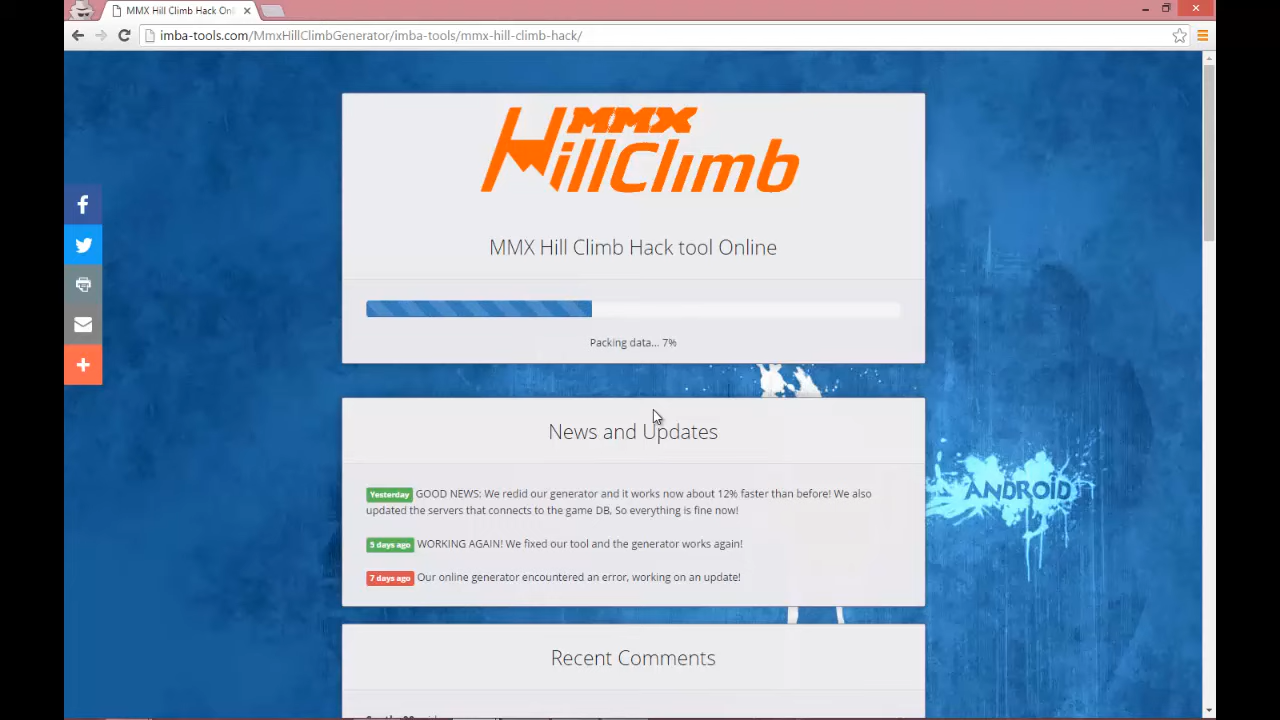 MMX Hill Climb Hack Onl
imba-tools.com/MmxHillClimbGenerator/imba-tools/mmx-hill-climb-hack/
MMX
HillClimb
MMX Hill Climb Hack tool Online
Packing data... 7%
News and Updates
Yesterday GOOD NEWS: We redid our generator and it works now about 12% faster than before! We also
updated the servers that connects to the game DB, So everything is fine now!
5 days ago WORKING AGAIN! We fixed our tool and the generator works again!
7 days ago Our online generator encountered an error, working on an update!
ANDROID
Recent Comments